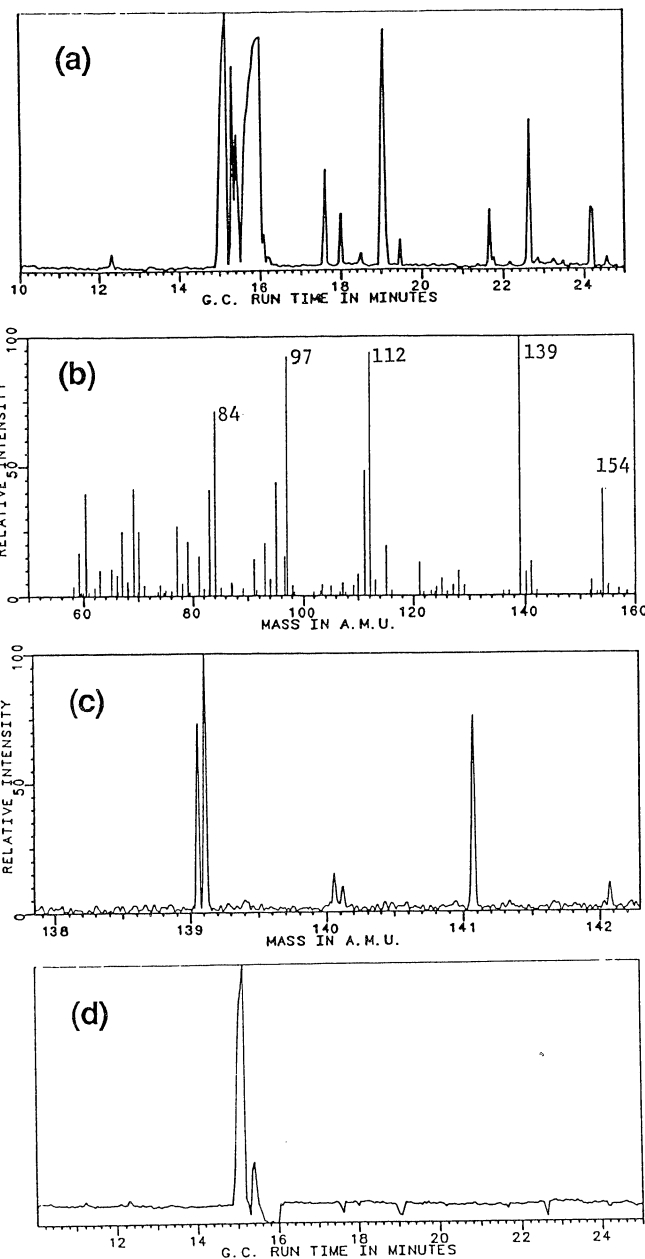 (a)
10 12 14 16 18 20 22 24
G.C. RUN TIME IN MINUTES
(b)
RELATIVE INTENSITY
0 50 100
84
97
112
139
154
60 80 100 120 140 160
MASS IN A.M.U.
(c)
RELATIVE INTENSITY
0 50 100
138 139 140 141 142
MASS IN A.M.U.
(d)
12 14 16 18 20 22 24
G.C. RUN TIME IN MINUTES